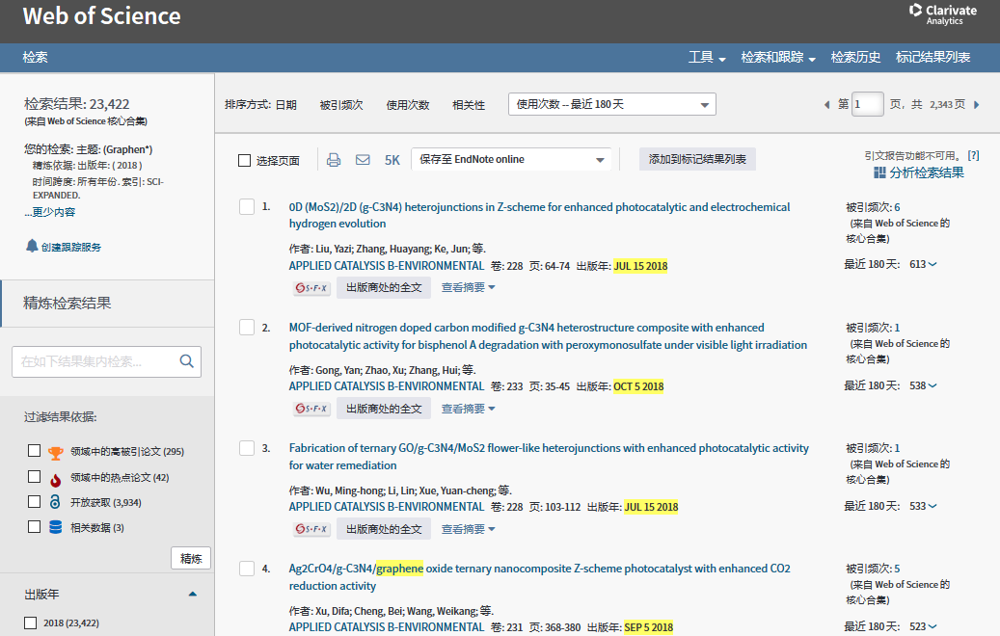 Web of Science
Clarivate
Analytics
检索
工具 检索和跟踪 检索历史 标记结果列表
检索结果: 23,422
(来自 Web of Science 核心合集)
您的检索: 主题: (Graphen*)
精炼依据: 出版年: ( 2018 )
时间跨度: 所有年份. 索引: SCI-
EXPANDED.
...更少内容
创建跟踪服务
精炼检索结果
在如下结果集内检索...
过滤结果依据:
领域中的高被引论文 (295)
领域中的热点论文 (42)
开放获取 (3,934)
相关数据 (3)
精炼
出版年
2018 (23,422)
排序方式: 日期 被引频次 使用次数 相关性 使用次数 -- 最近 180 天
第 1 页, 共 2,343 页
选择页面 5K 保存至 EndNote online 添加到标记结果列表
引文报告功能不可用。 [?]
分析检索结果
1. 0D (MoS2)/2D (g-C3N4) heterojunctions in Z-scheme for enhanced photocatalytic and electrochemical
hydrogen evolution
作者: Liu, Yazi; Zhang, Huayang; Ke, Jun; 等.
APPLIED CATALYSIS B-ENVIRONMENTAL 卷: 228 页: 64-74 出版年: JUL 15 2018
S·F·X 出版商处的全文 查看摘要
被引频次: 6
(来自 Web of Science 的
核心合集)
最近 180 天: 613
2. MOF-derived nitrogen doped carbon modified g-C3N4 heterostructure composite with enhanced
photocatalytic activity for bisphenol A degradation with peroxymonosulfate under visible light irradiation
作者: Gong, Yan; Zhao, Xu; Zhang, Hui; 等.
APPLIED CATALYSIS B-ENVIRONMENTAL 卷: 233 页: 35-45 出版年: OCT 5 2018
S·F·X 出版商处的全文 查看摘要
被引频次: 1
(来自 Web of Science 的
核心合集)
最近 180 天: 538
3. Fabrication of ternary GO/g-C3N4/MoS2 flower-like heterojunctions with enhanced photocatalytic activity
for water remediation
作者: Wu, Ming-hong; Li, Lin; Xue, Yuan-cheng; 等.
APPLIED CATALYSIS B-ENVIRONMENTAL 卷: 228 页: 103-112 出版年: JUL 15 2018
S·F·X 出版商处的全文 查看摘要
被引频次: 1
(来自 Web of Science 的
核心合集)
最近 180 天: 533
4. Ag2CrO4/g-C3N4/graphene oxide ternary nanocomposite Z-scheme photocatalyst with enhanced CO2
reduction activity
作者: Xu, Difa; Cheng, Bei; Wang, Weikang; 等.
APPLIED CATALYSIS B-ENVIRONMENTAL 卷: 231 页: 368-380 出版年: SEP 5 2018
被引频次: 5
(来自 Web of Science 的
核心合集)
最近 180 天: 523